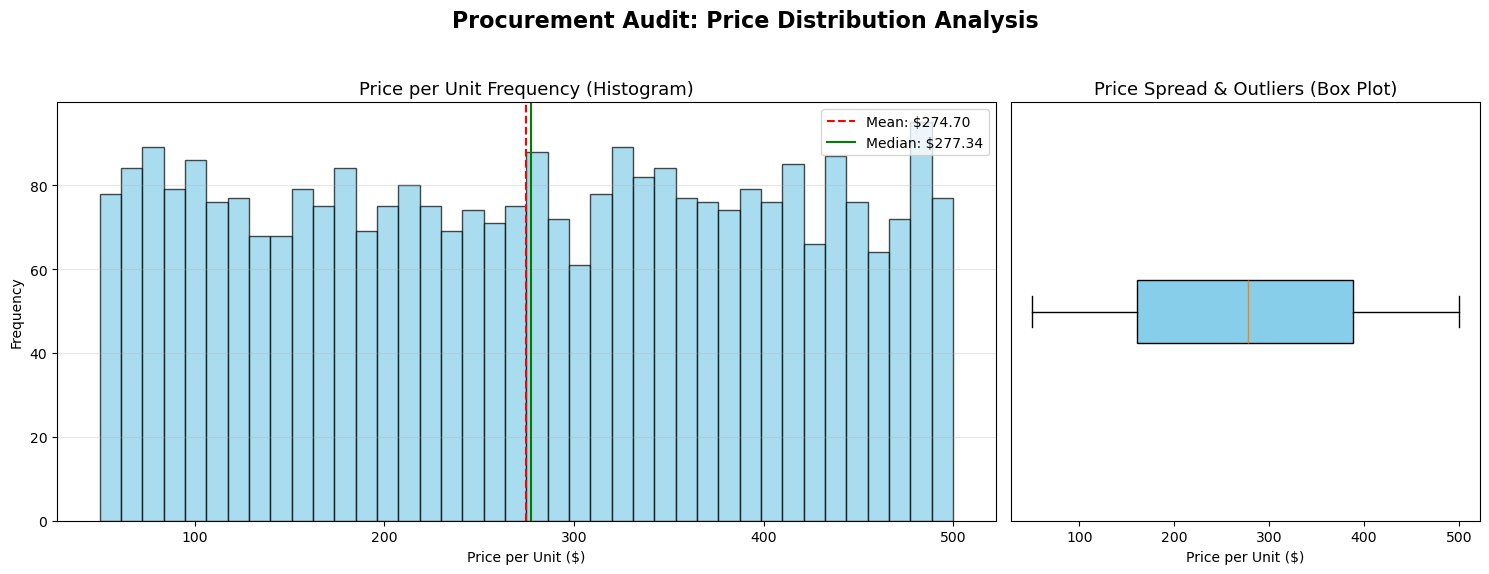 Procurement Audit: Price Distribution Analysis
Price per Unit Frequency (Histogram)
Mean: $274.70
Median: $277.34
Frequency
80
60
40
20
0
100 200 300 400 500
Price per Unit ($)
Price Spread & Outliers (Box Plot)
100 200 300 400 500
Price per Unit ($)